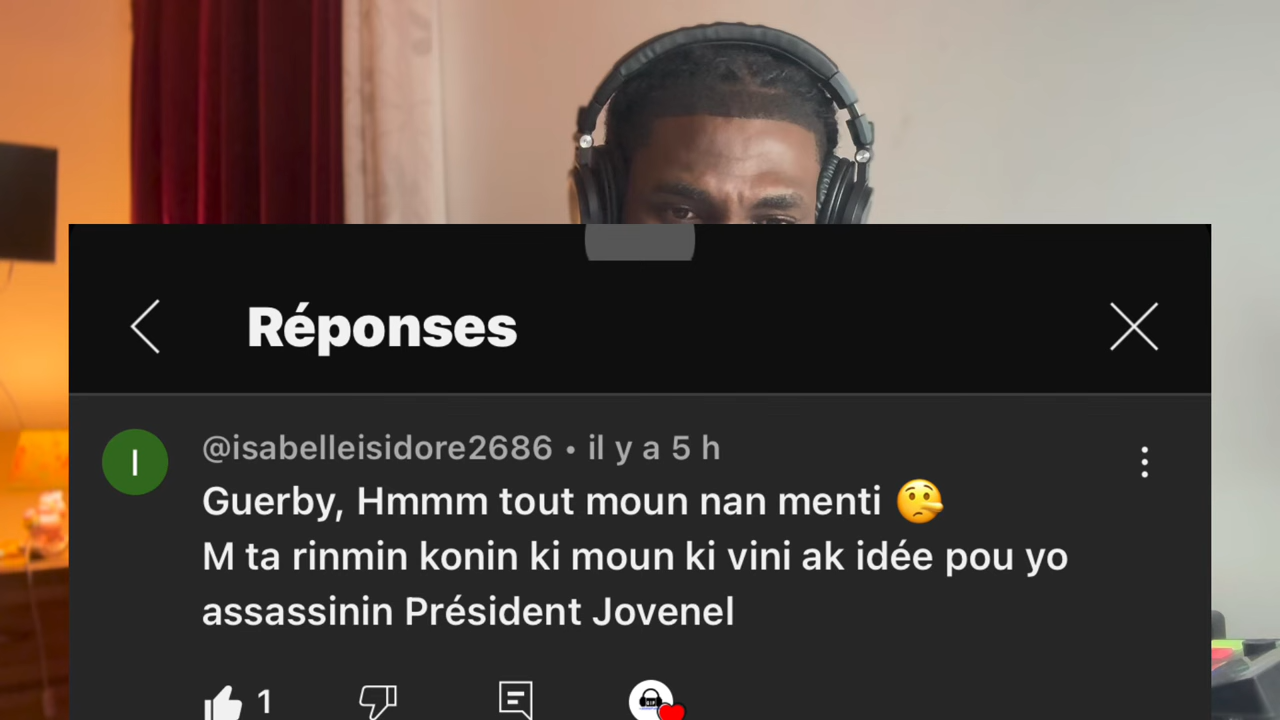 Réponses
I
@isabelleisidore2686 • il y a 5 h
Guerby, Hmmm tout moun nan menti 🤥
M ta rinmin konin ki moun ki vini ak idée pou yo
assassinin Président Jovenel
1